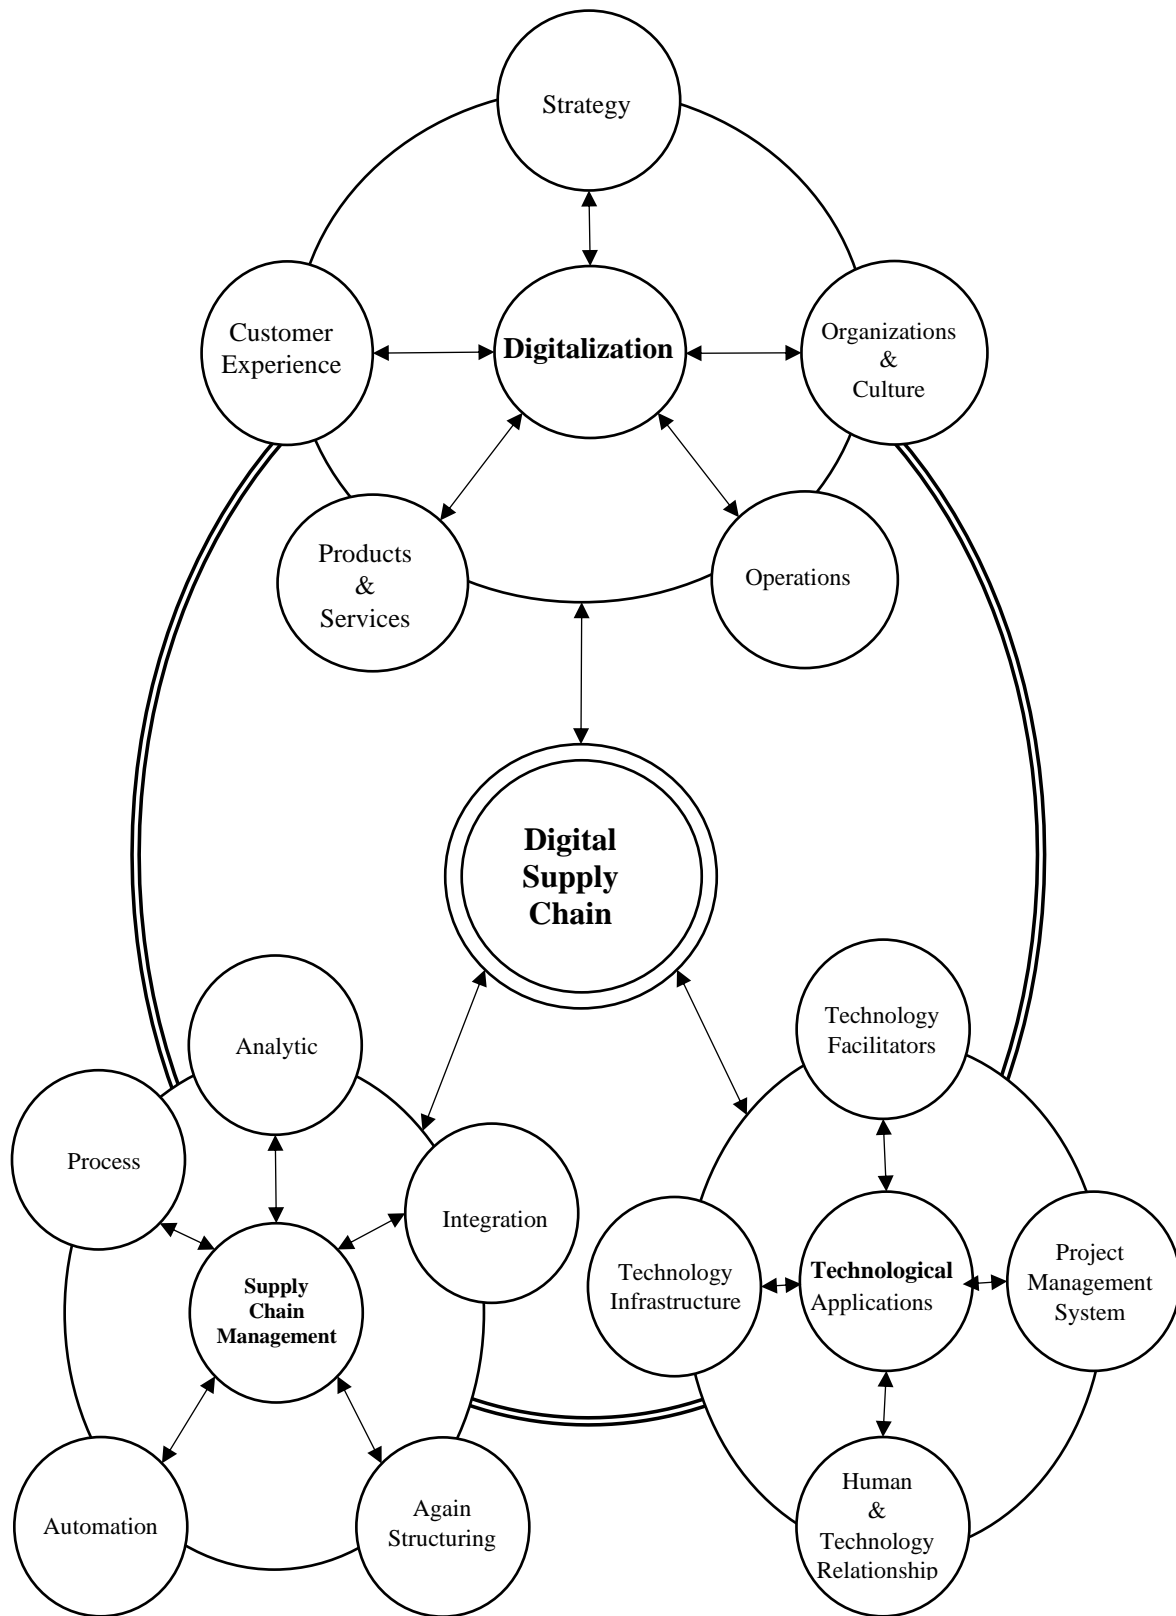 Strategy
Customer
Experience
Digitalization
Organizations
&
Culture
Products
&
Services
Operations
Digital
Supply
Chain
Analytic
Process
Integration
Supply
Chain
Management
Automation
Again
Structuring
Technology
Facilitators
Technology
Infrastructure
Technological
Applications
Project
Management
System
Human
&
Technology
Relationship